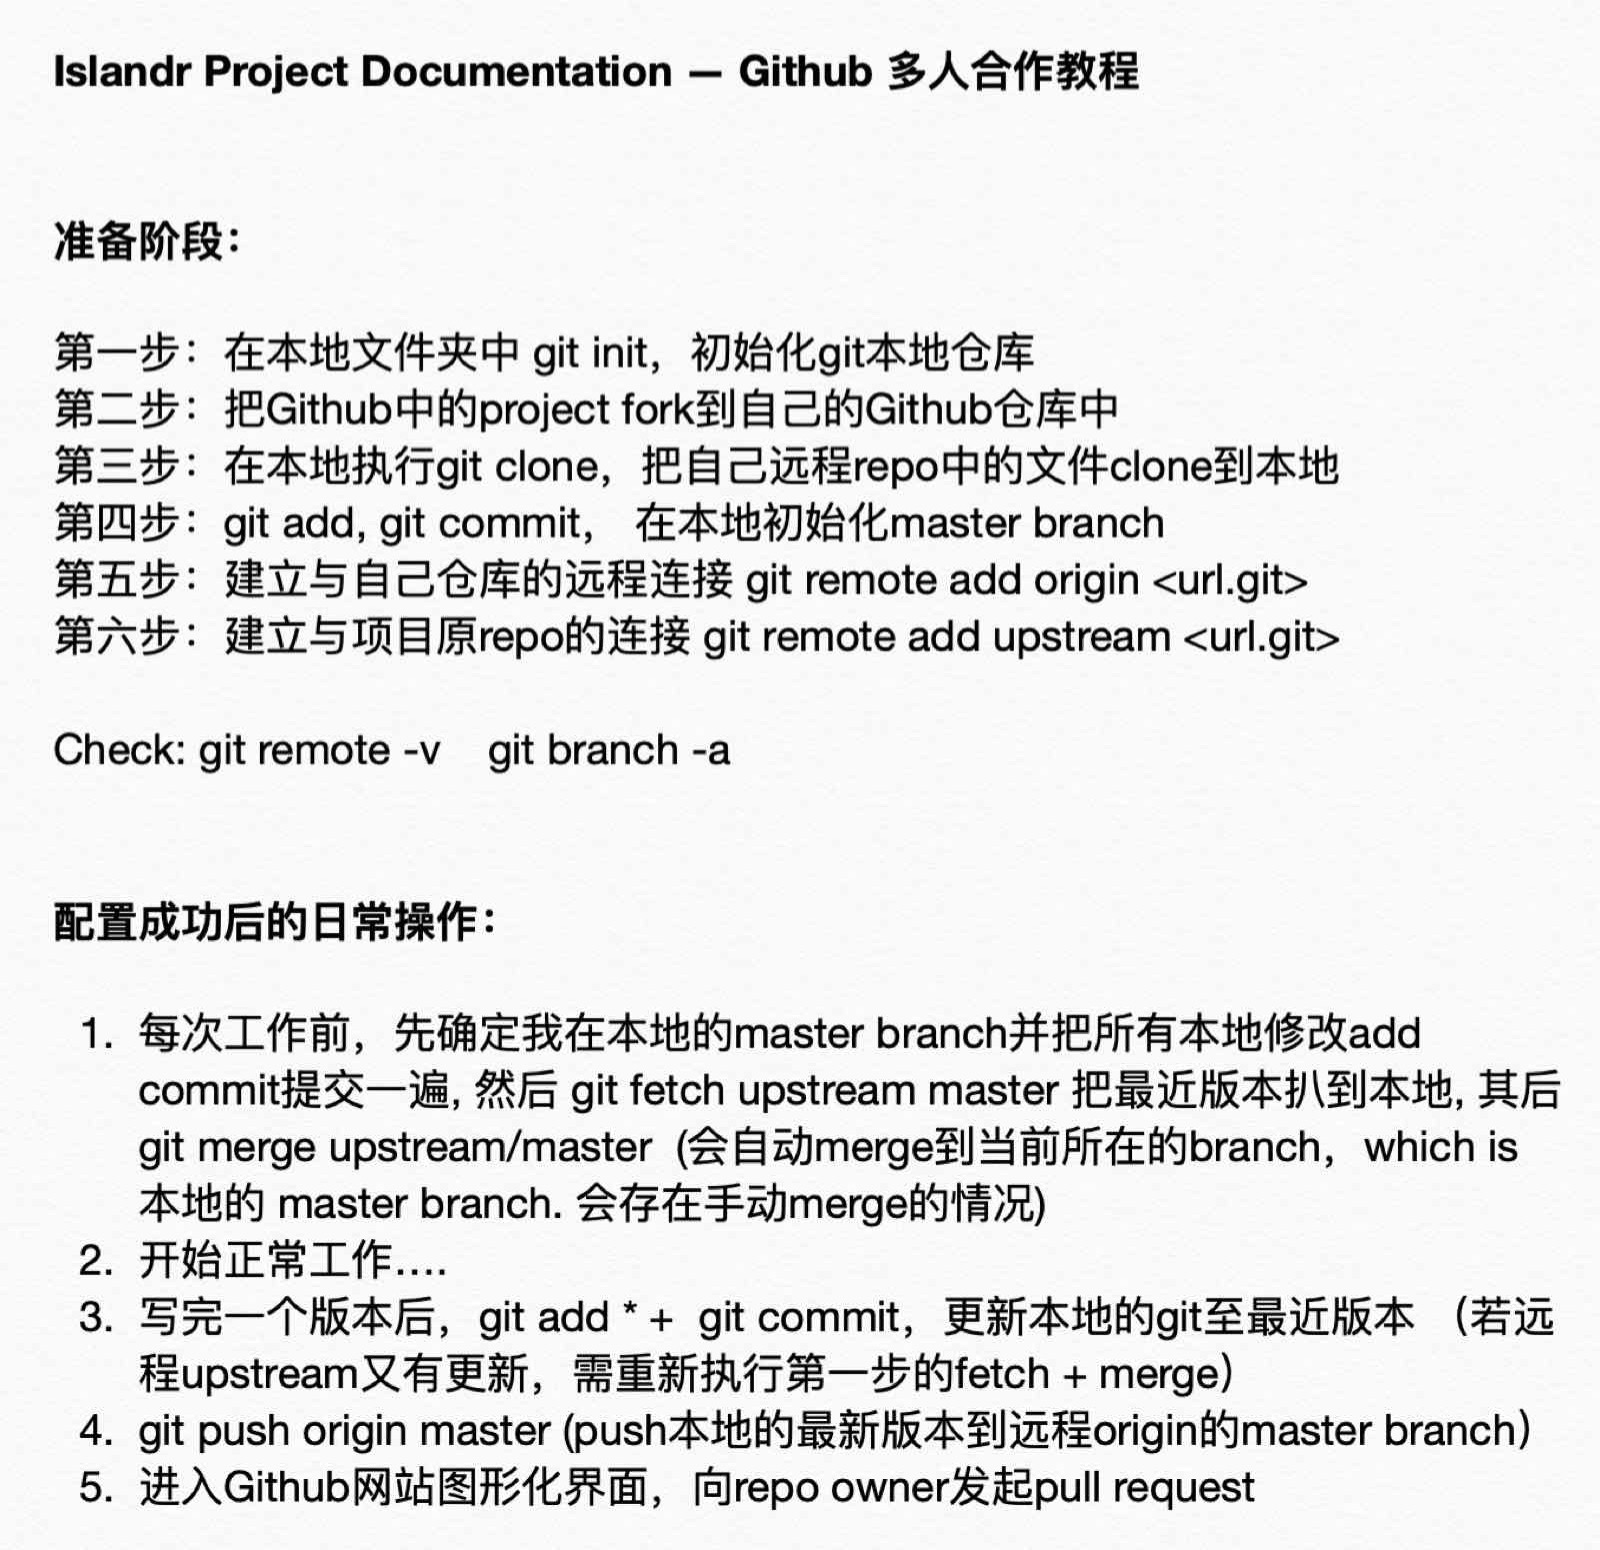 Islandr Project Documentation — Github 多人合作教程
准备阶段：
第一步：在本地文件夹中 git init，初始化git本地仓库
第二步：把Github中的project fork到自己的Github仓库中
第三步：在本地执行git clone，把自己远程repo中的文件clone到本地
第四步：git add, git commit， 在本地初始化master branch
第五步：建立与自己仓库的远程连接 git remote add origin <url.git>
第六步：建立与项目原repo的连接 git remote add upstream <url.git>
Check: git remote -v    git branch -a
配置成功后的日常操作：
1. 每次工作前，先确定我在本地的master branch并把所有本地修改add
commit提交一遍, 然后 git fetch upstream master 把最近版本扒到本地, 其后
git merge upstream/master  (会自动merge到当前所在的branch，which is
本地的 master branch. 会存在手动merge的情况)
2. 开始正常工作....
3. 写完一个版本后，git add * +  git commit，更新本地的git至最近版本 （若远
程upstream又有更新，需重新执行第一步的fetch + merge）
4. git push origin master (push本地的最新版本到远程origin的master branch）
5. 进入Github网站图形化界面，向repo owner发起pull request